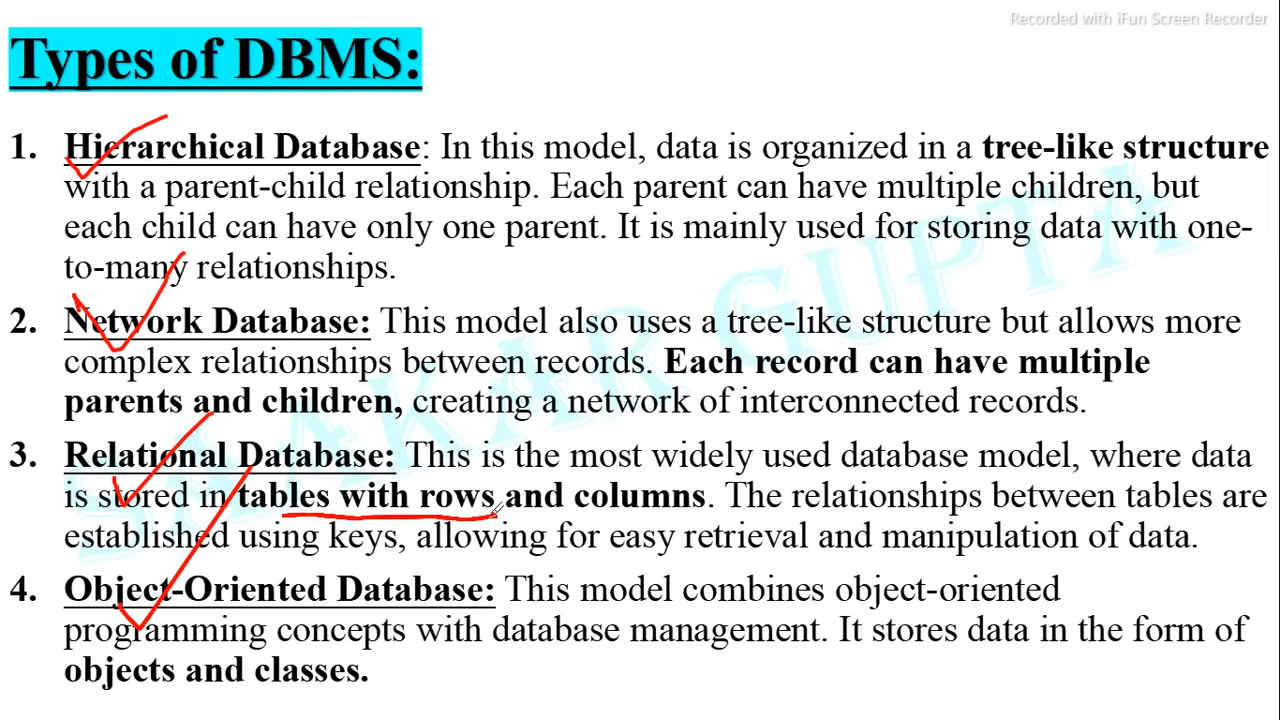 Recorded with iFun Screen Recorder
Types of DBMS:
1. Hierarchical Database: In this model, data is organized in a tree-like structure
with a parent-child relationship. Each parent can have multiple children, but
each child can have only one parent. It is mainly used for storing data with one-
to-many relationships.
2. Network Database: This model also uses a tree-like structure but allows more
complex relationships between records. Each record can have multiple
parents and children, creating a network of interconnected records.
3. Relational Database: This is the most widely used database model, where data
is stored in tables with rows and columns. The relationships between tables are
established using keys, allowing for easy retrieval and manipulation of data.
4. Object-Oriented Database: This model combines object-oriented
programming concepts with database management. It stores data in the form of
objects and classes.
GUPTA